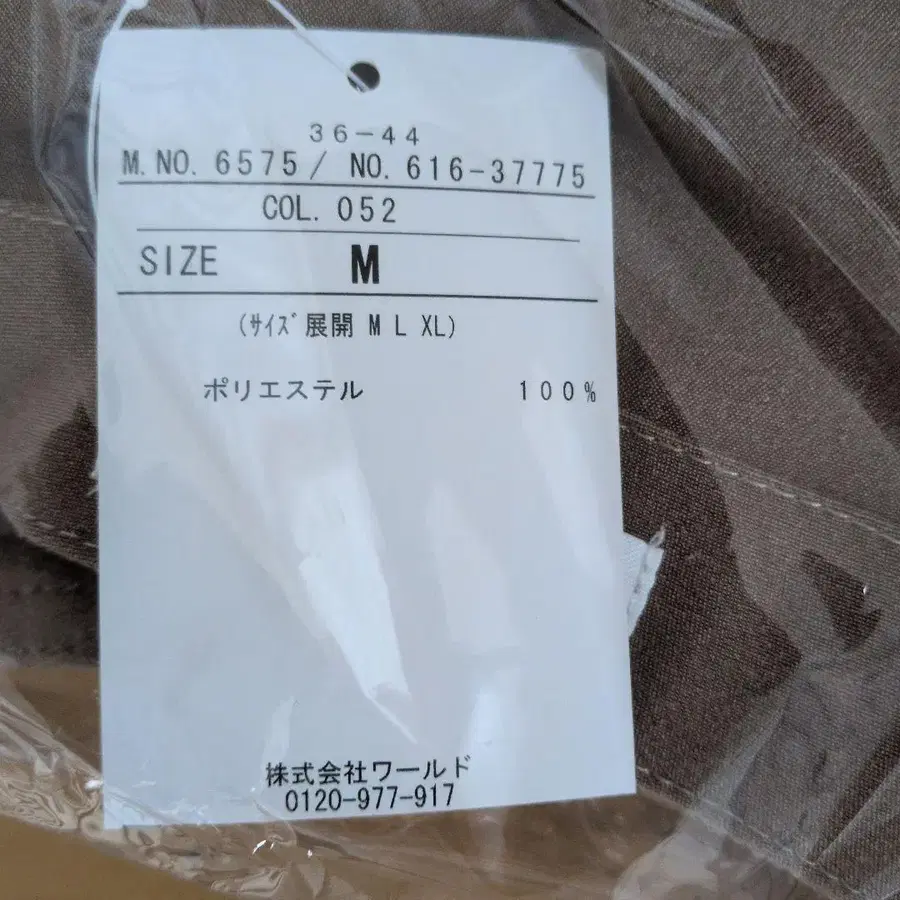 36-44
M.NO. 6575 / NO. 616-37775
COL. 052
SIZE M
(ｻｲｽﾞ 展開 M L XL)
ポリエステル 100%
株式会社ワールド
0120-977-917